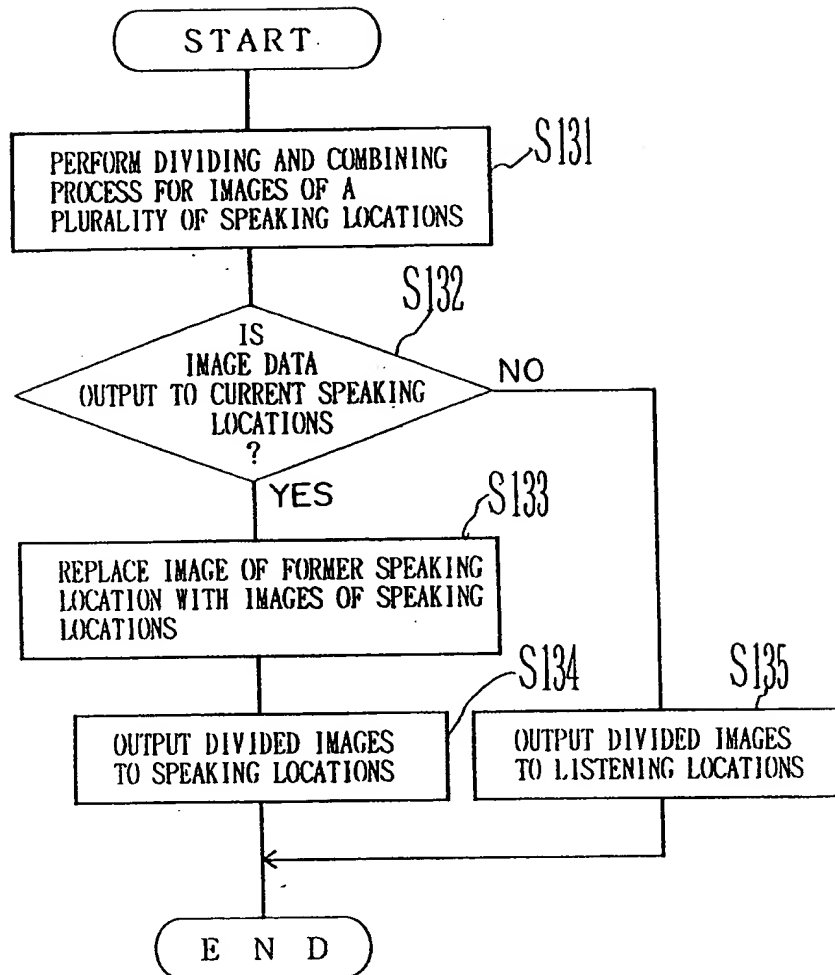 START
S131
PERFORM DIVIDING AND COMBINING
PROCESS FOR IMAGES OF A
PLURALITY OF SPEAKING LOCATIONS
S132
IS
IMAGE DATA
OUTPUT TO CURRENT SPEAKING
LOCATIONS
?
NO
YES
S133
REPLACE IMAGE OF FORMER SPEAKING
LOCATION WITH IMAGES OF SPEAKING
LOCATIONS
S134
OUTPUT DIVIDED IMAGES
TO SPEAKING LOCATIONS
S135
OUTPUT DIVIDED IMAGES
TO LISTENING LOCATIONS
END